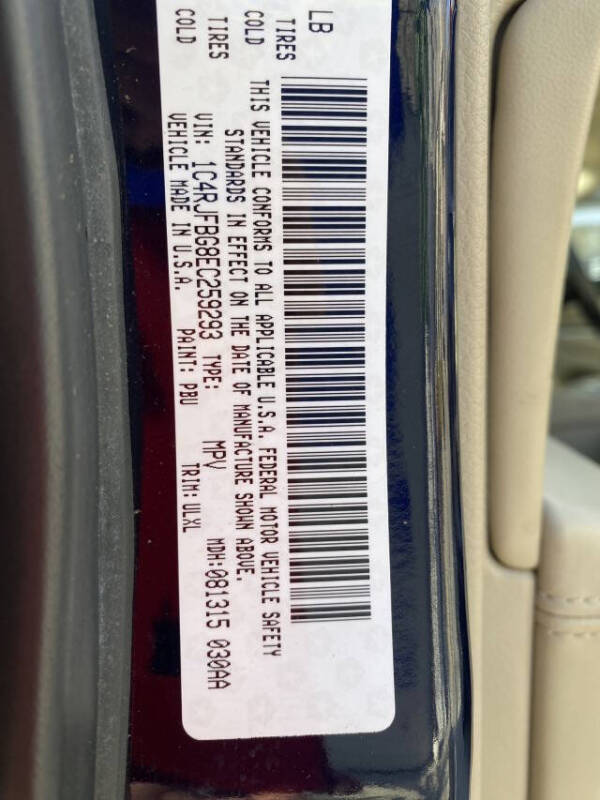 LB
TIRES
COLD
TIRES
COLD
THIS VEHICLE CONFORMS TO ALL APPLICABLE U.S.A. FEDERAL MOTOR VEHICLE SAFETY
STANDARDS IN EFFECT ON THE DATE OF MANUFACTURE SHOWN ABOVE.
VIN: 1C4RJFBG8EC259293 TYPE: MPV MDH:081315 030AA
VEHICLE MADE IN U.S.A. PAINT: PBU R TRIM: ULXL